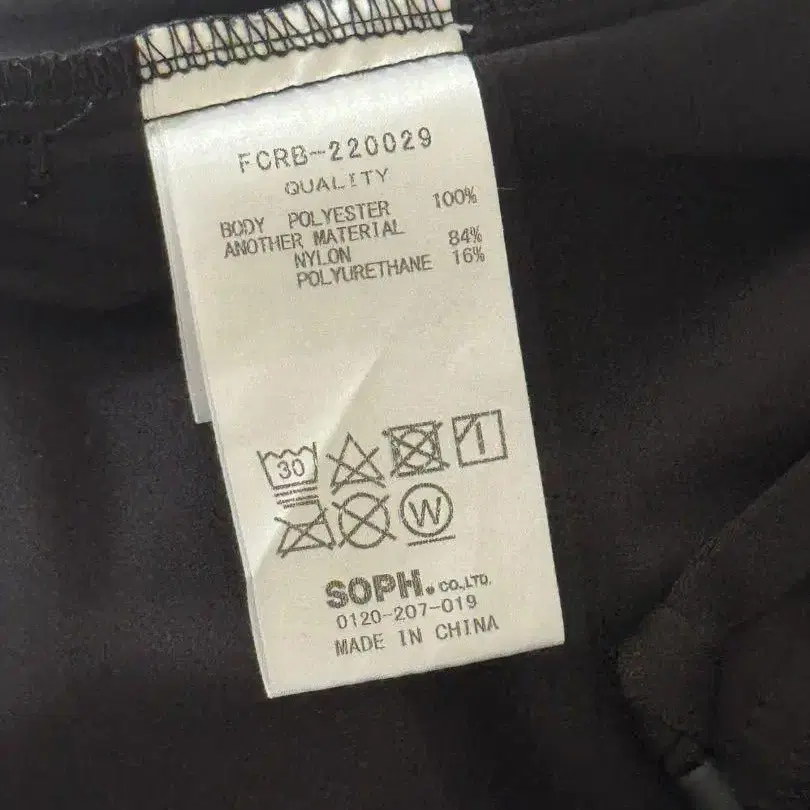 FCRB-220029
QUALITY
BODY POLYESTER 100%
ANOTHER MATERIAL
NYLON 84%
POLYURETHANE 16%
30
W
SOPH.CO.,LTD.
0120-207-019
MADE IN CHINA